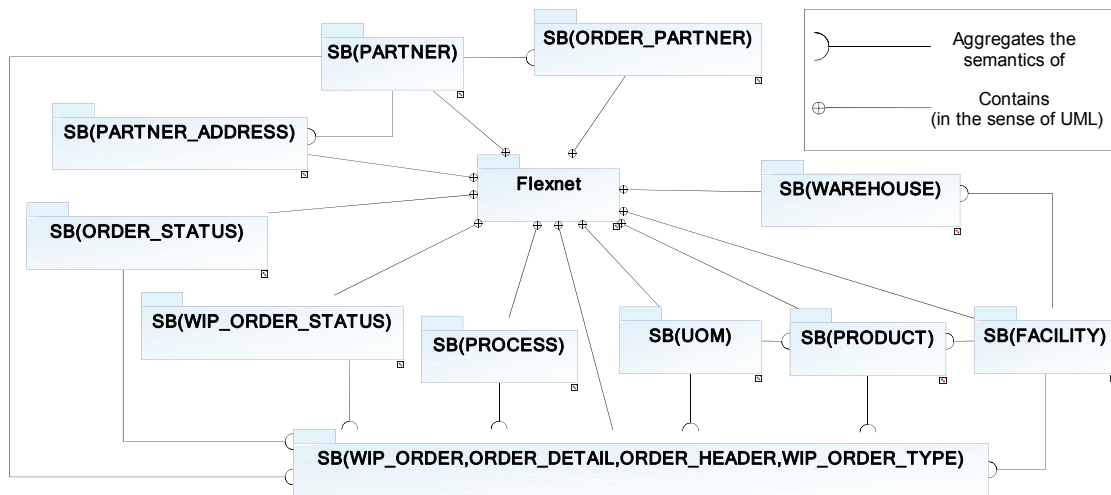 SB(ORDER_PARTNER)
SB(PARTNER)
Aggregates the
semantics of
Contains
(in the sense of UML)
SB(PARTNER_ADDRESS)
Flexnet
SB(WAREHOUSE)
SB(ORDER_STATUS)
SB(WIP_ORDER_STATUS)
SB(PROCESS)
SB(UOM)
SB(PRODUCT)
SB(FACILITY)
SB(WIP_ORDER,ORDER_DETAIL,ORDER_HEADER,WIP_ORDER_TYPE)